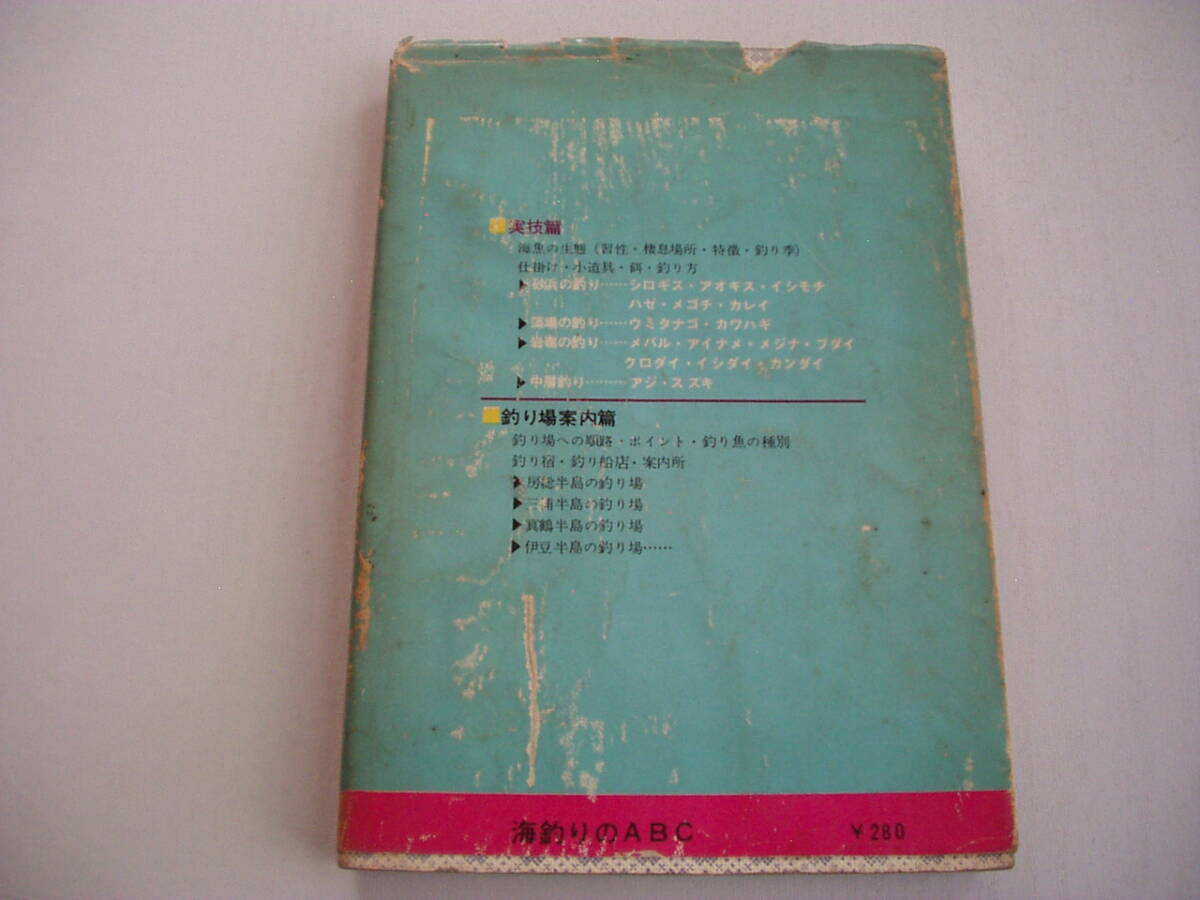 実技篇
海魚の生態(習性・棲息場所・特徴・釣り季)
仕掛け・小道具・餌・釣り方
▶砂浜の釣り……シロギス・アオギス・イシモチ
ハゼ・メゴチ・カレイ
▶藻場の釣り……ウミタナゴ・カワハギ
▶岩礁の釣り……メバル・アイナメ・メジナ・ブダイ
クロダイ・イシダイ・カンダイ
▶中層釣り………アジ・スズキ
釣り場案内篇
釣り場への順路・ポイント・釣り魚の種別
釣り宿・釣り船店・案内所
▶房総半島の釣り場
▶三浦半島の釣り場
▶真鶴半島の釣り場
▶伊豆半島の釣り場……
海釣りのABC ¥280